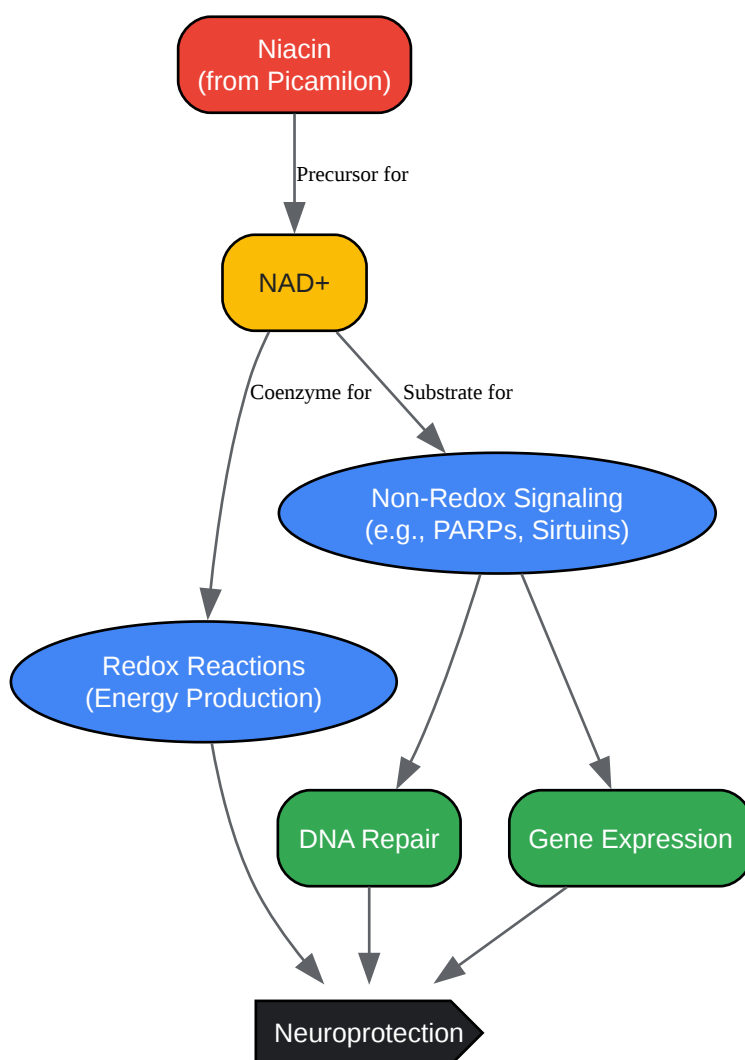 Niacin
(from Picamilon)
Precursor for
NAD+
Coenzyme for
Substrate for
Non-Redox Signaling
(e.g., PARPs, Sirtuins)
Redox Reactions
(Energy Production)
DNA Repair
Gene Expression
Neuroprotection